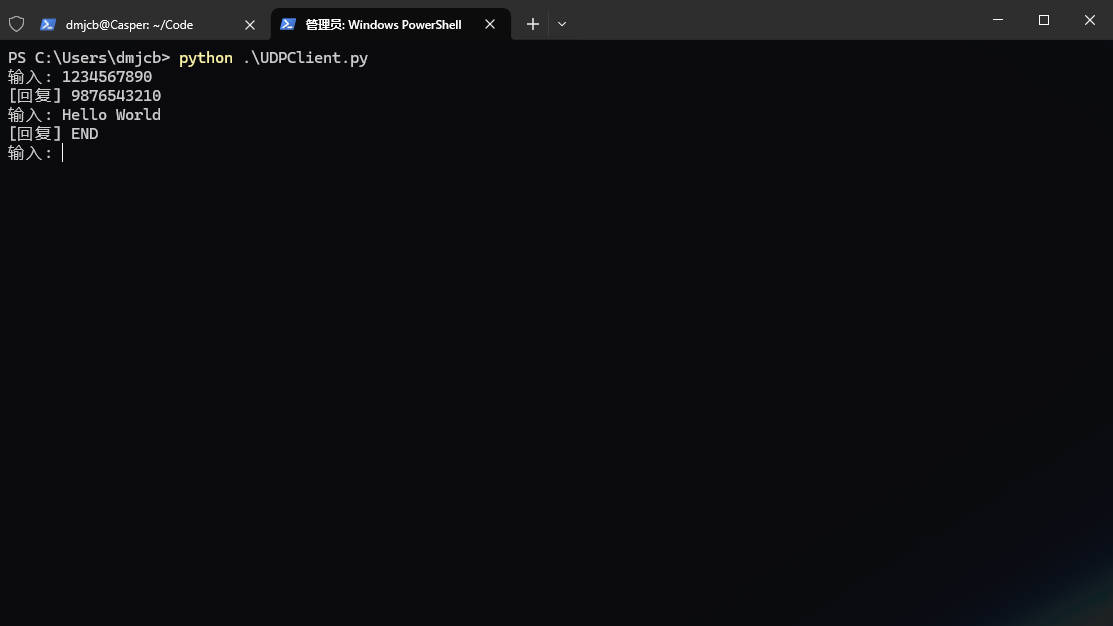 dmjcb@Casper: ~/Code
管理员: Windows PowerShell
PS C:\Users\dmjcb> python .\UDPClient.py
输入: 1234567890
[回复] 9876543210
输入: Hello World
[回复] END
输入: